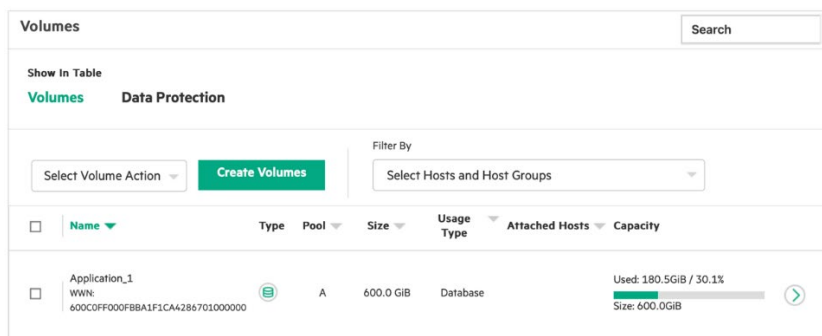 Volumes
Search
Show In Table
Volumes Data Protection
Filter By
Select Volume Action Create Volumes Select Hosts and Host Groups
Name Type Pool Size Usage Type Attached Hosts Capacity
Application_1
WWN:
600C0FF000FBBA1F1CA4286701000000
A 600.0 GiB Database
Used: 180.5GiB / 30.1%
Size: 600.0GiB